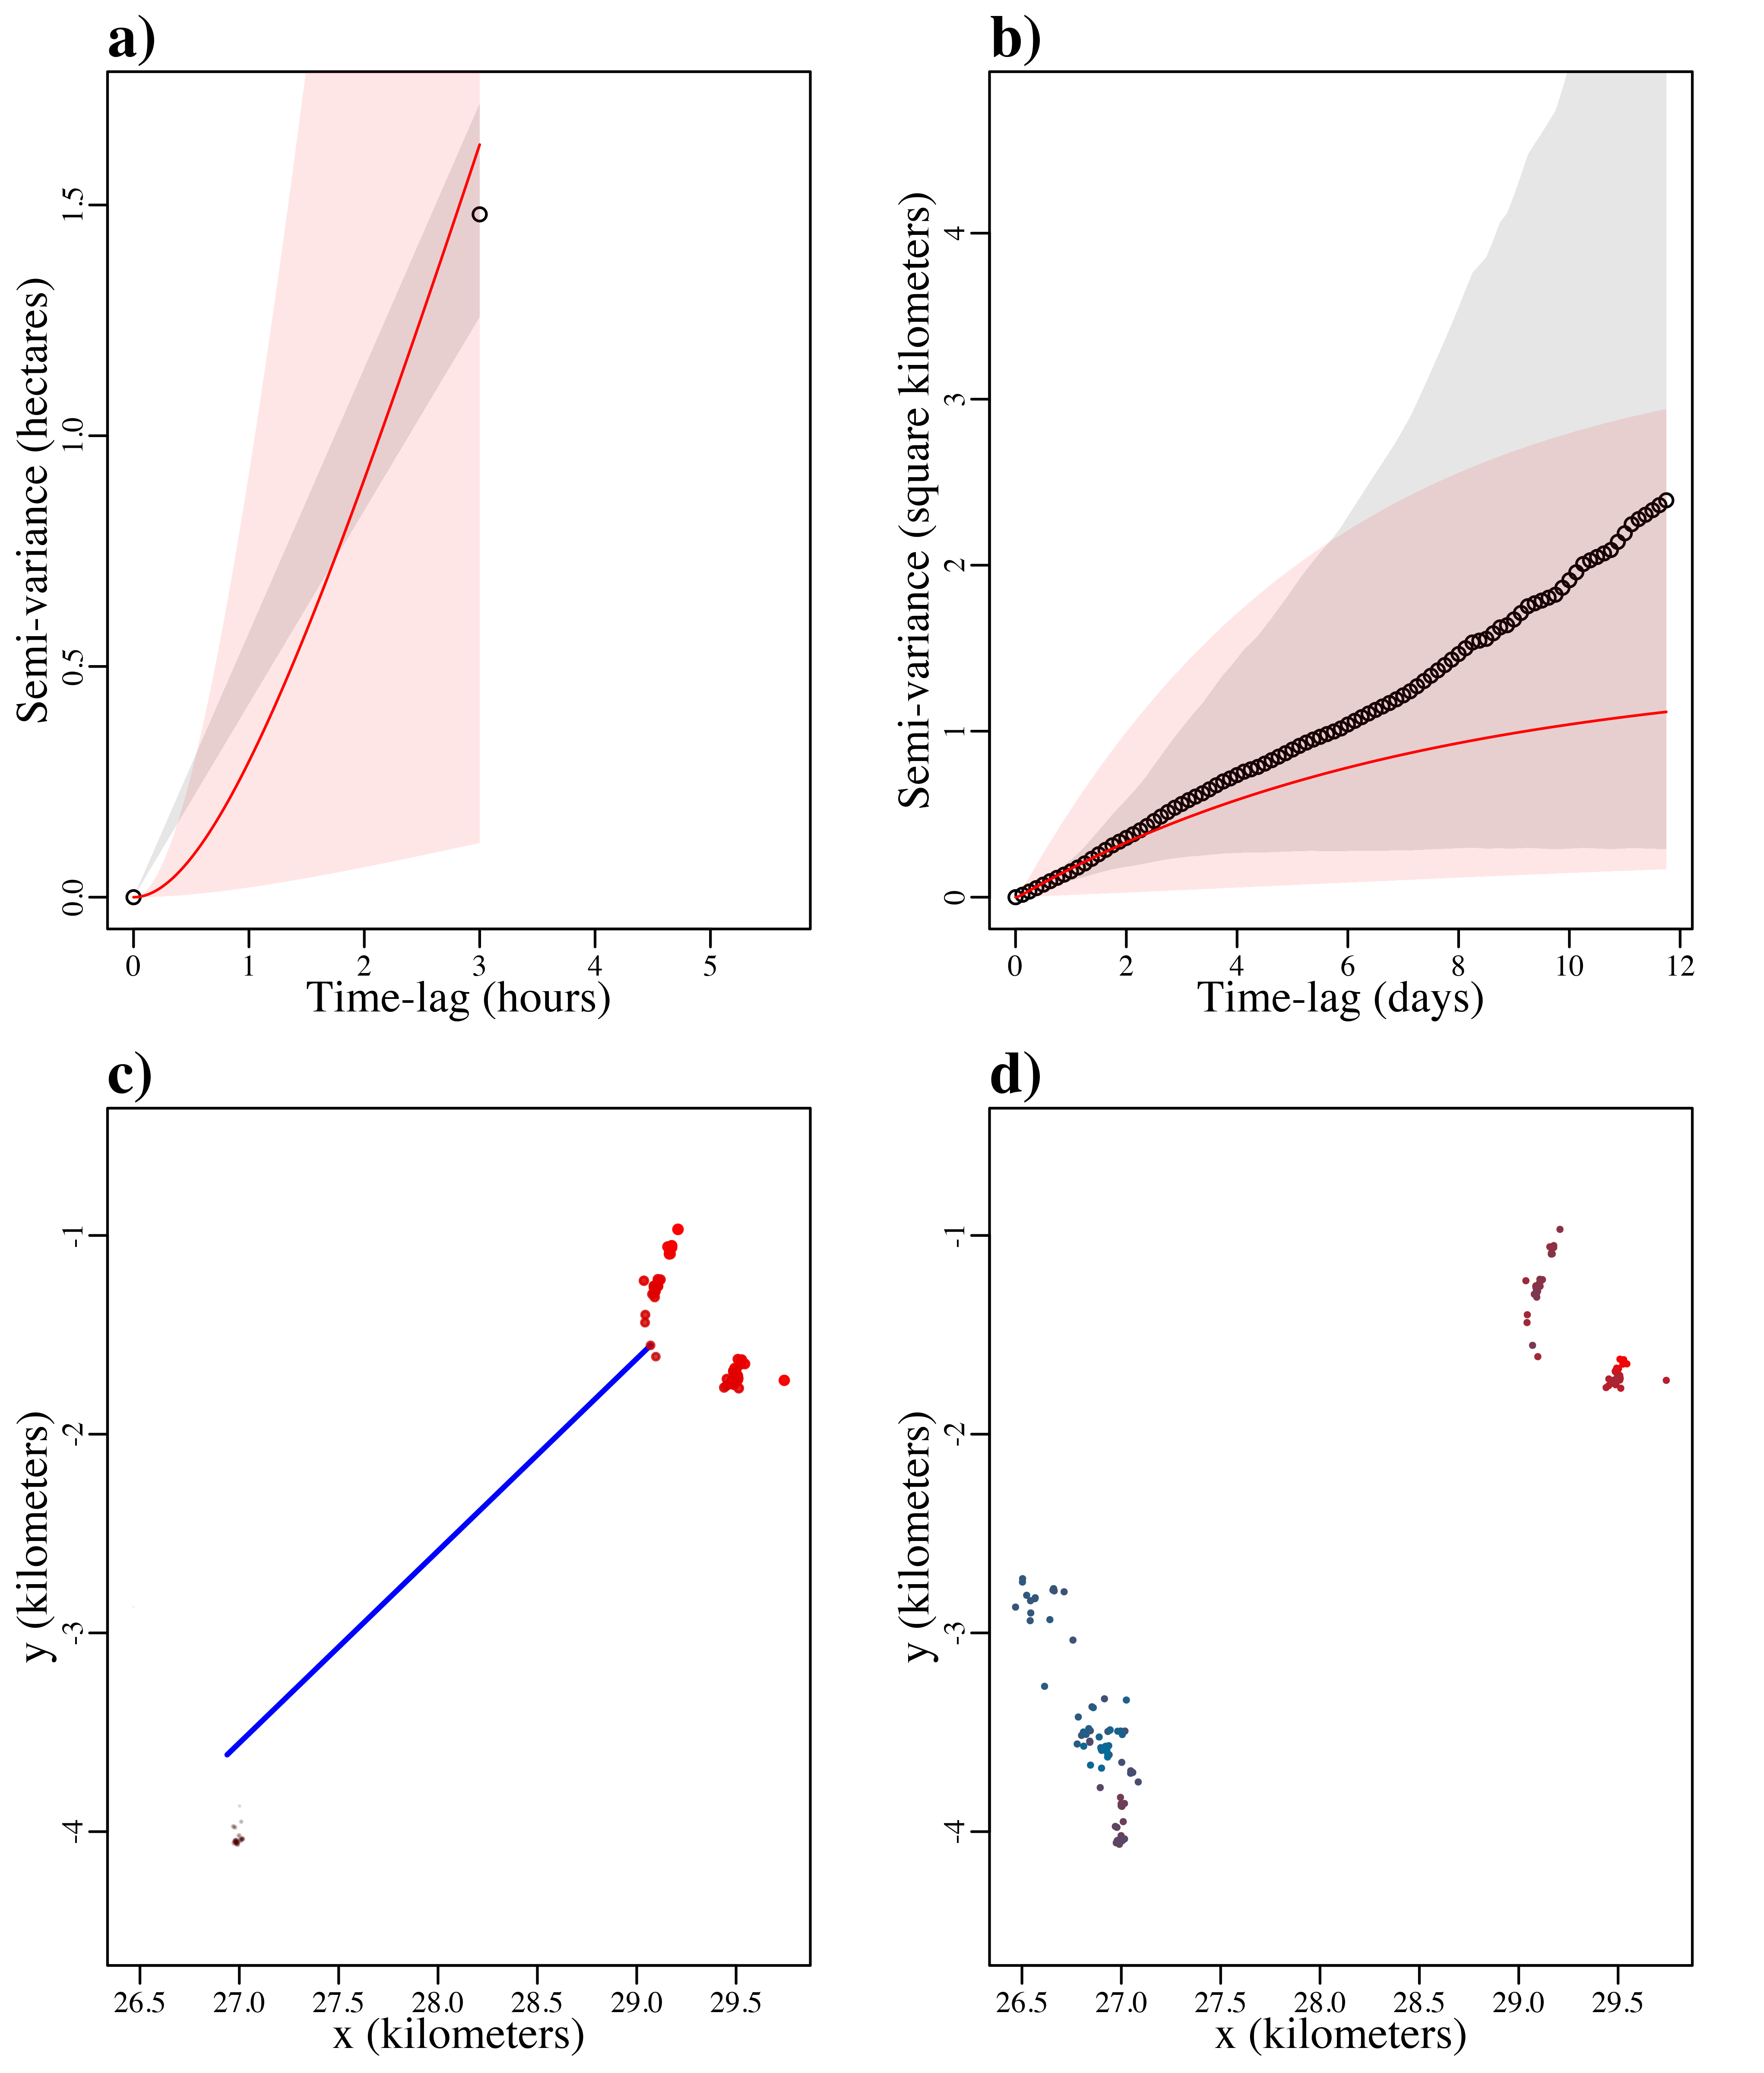 a)
Semi-variance (hectares)
0.0 0.5 1.0 1.5
0 1 2 3 4 5
Time-lag (hours)
b)
Semi-variance (square kilometers)
0 1 2 3 4
0 2 4 6 8 10 12
Time-lag (days)
c)
y (kilometers)
-4 -3 -2 -1
26.5 27.0 27.5 28.0 28.5 29.0 29.5
x (kilometers)
d)
y (kilometers)
-4 -3 -2 -1
26.5 27.0 27.5 28.0 28.5 29.0 29.5
x (kilometers)